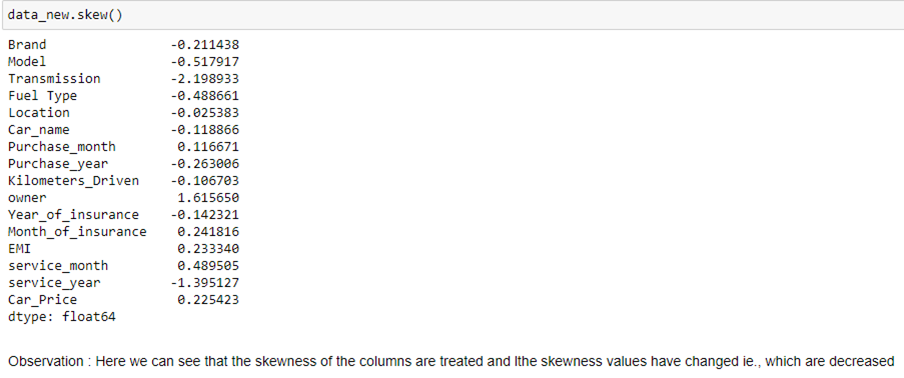 data_new.skew()
Brand -0.211438
Model -0.517917
Transmission -2.198933
Fuel Type -0.488661
Location -0.025383
Car_name -0.118866
Purchase_month 0.116671
Purchase_year -0.263006
Kilometers_Driven -0.106703
owner 1.615650
Year_of_insurance -0.142321
Month_of_insurance 0.241816
EMI 0.233340
service_month 0.489505
service_year -1.395127
Car_Price 0.225423
dtype: float64
Observation : Here we can see that the skewness of the columns are treated and lthe skewness values have changed ie., which are decreased